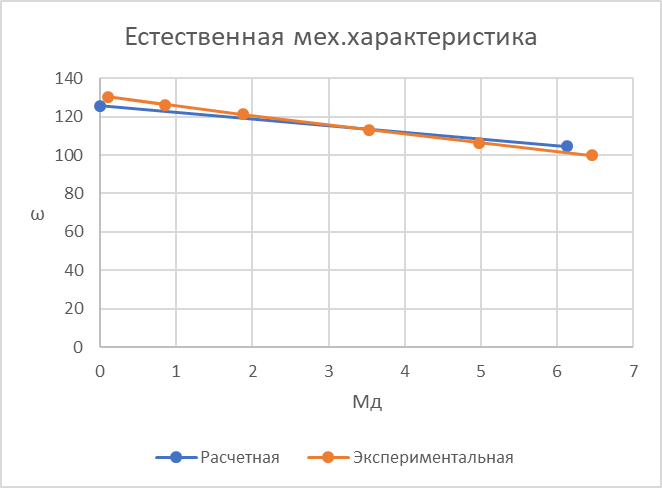 Естественная мех.характеристика
140
120
100
80
60
40
20
0
ω
0 1 2 3 4 5 6 7
Мд
Расчетная Экспериментальная